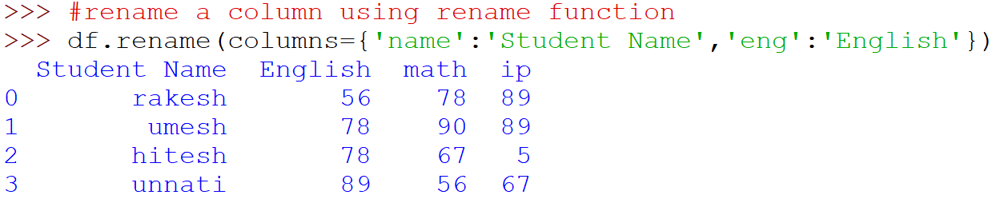 >>> #rename a column using rename function
>>> df.rename(columns={'name':'Student Name','eng':'English'})
  Student Name  English  math  ip
0       rakesh       56    78  89
1        umesh       78    90  89
2       hitesh       78    67   5
3       unnati       89    56  67